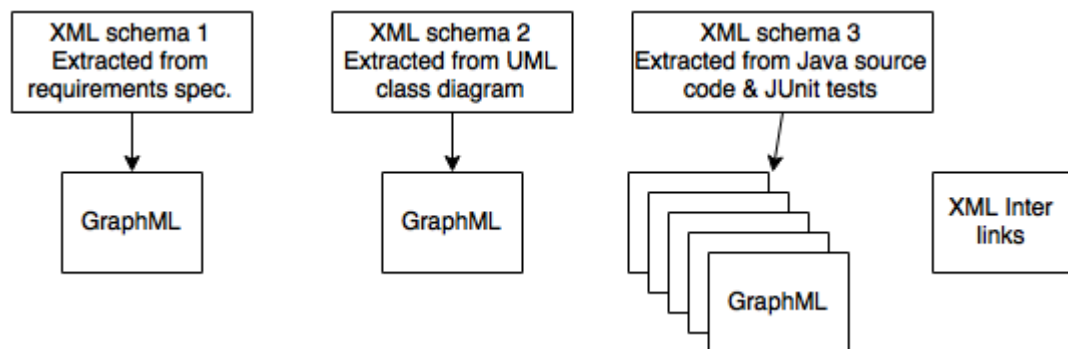 XML schema 1
Extracted from
requirements spec.
XML schema 2
Extracted from UML
class diagram
XML schema 3
Extracted from Java source
code & JUnit tests
GraphML
GraphML
GraphML
XML Inter
links